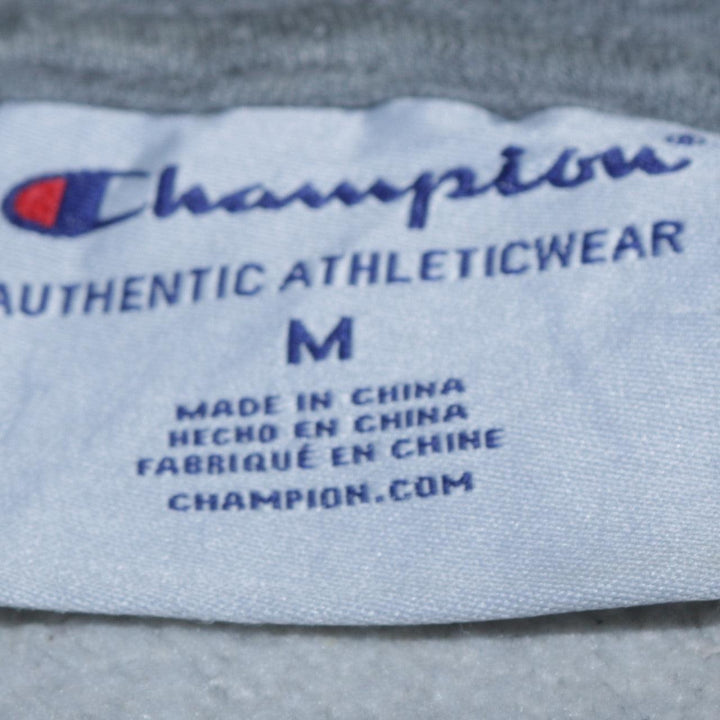 Champion®
AUTHENTIC ATHLETICWEAR
M
MADE IN CHINA
HECHO EN CHINA
FABRIQUÉ EN CHINE
CHAMPION.COM